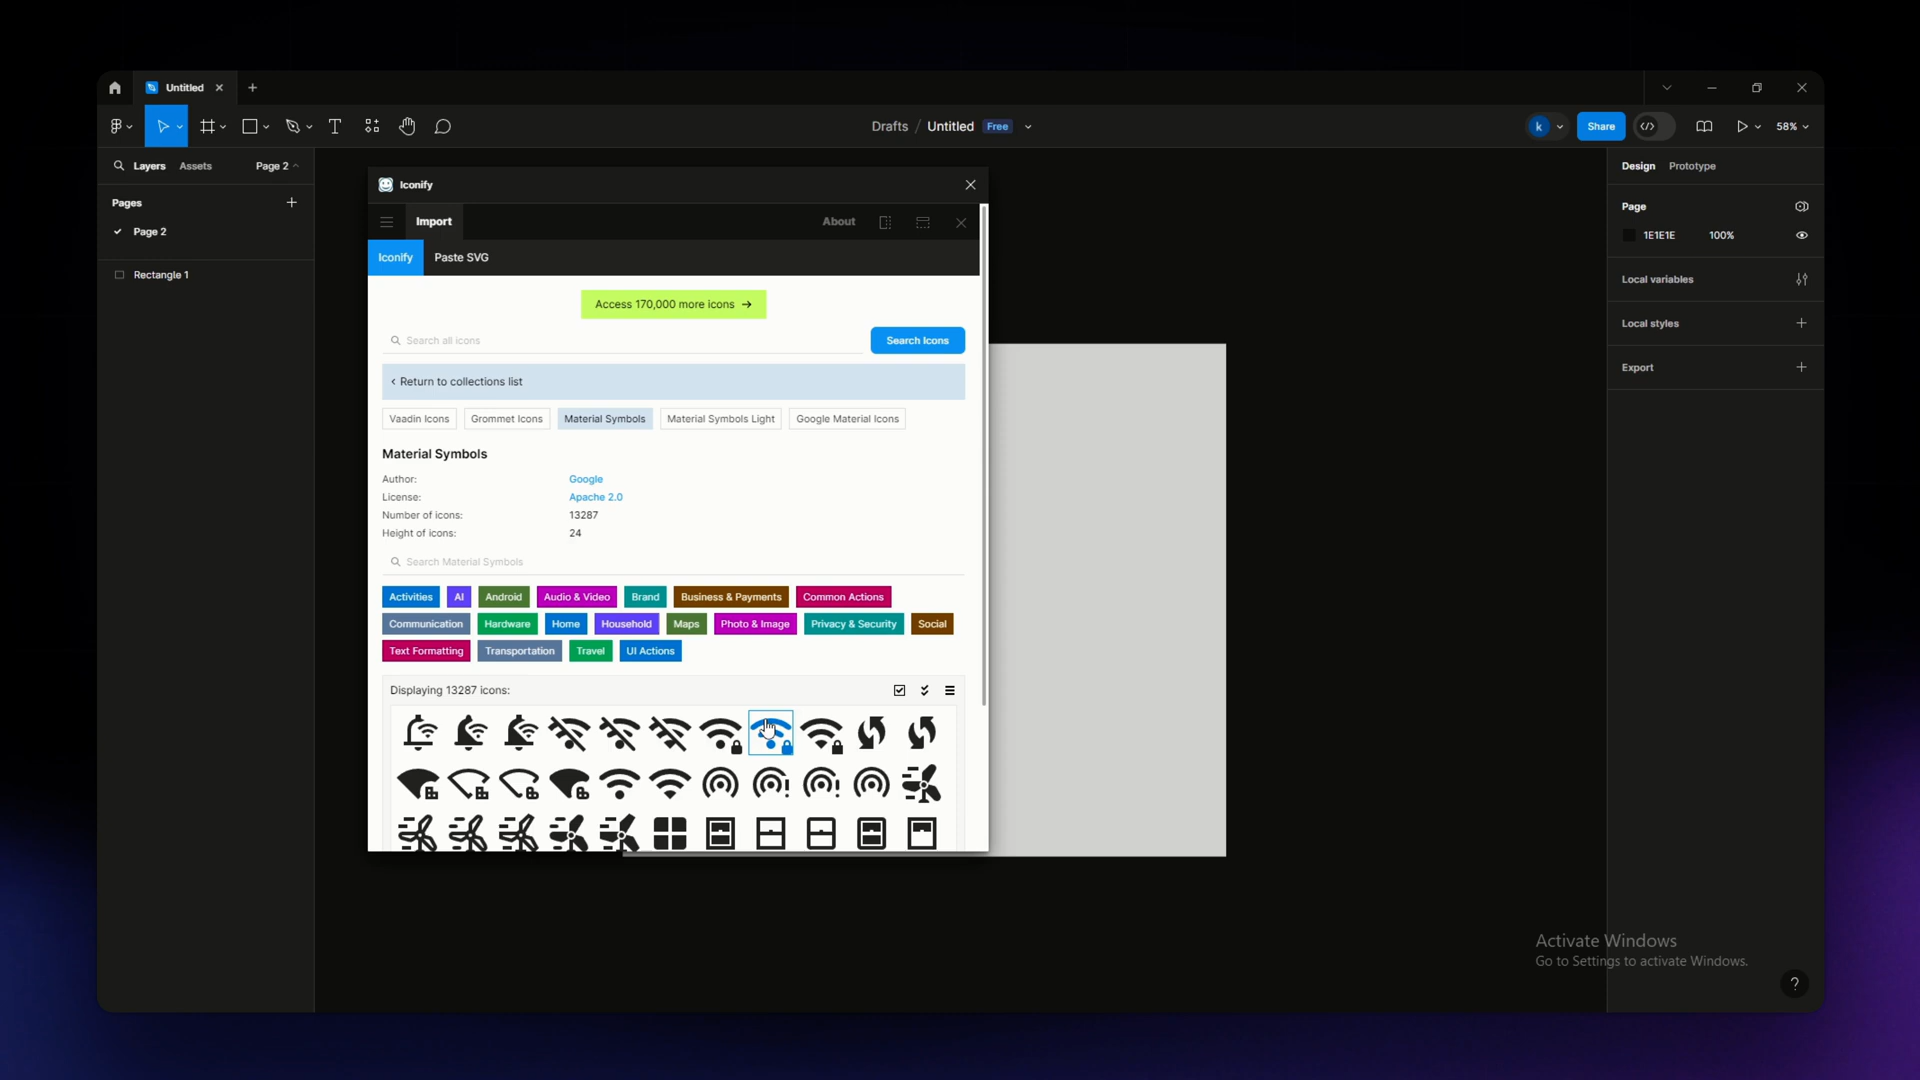 Untitled
Drafts / Untitled Free
k
Share
58%
Layers Assets Page 2
Pages
Page 2
Rectangle 1
Iconify
Import About
Iconify Paste SVG
Access 170,000 more icons →
Search all icons Search Icons
‹ Return to collections list
Vaadin Icons Grommet Icons Material Symbols Material Symbols Light Google Material Icons
Material Symbols
Author: Google
License: Apache 2.0
Number of icons: 13287
Height of icons: 24
Search Material Symbols
Activities AI Android Audio & Video Brand Business & Payments Common Actions
Communication Hardware Home Household Maps Photo & Image Privacy & Security Social
Text Formatting Transportation Travel UI Actions
Displaying 13287 icons:
Design Prototype
Page
1E1E1E 100%
Local variables
Local styles
Export
Activate Windows
Go to Settings to activate Windows.
?